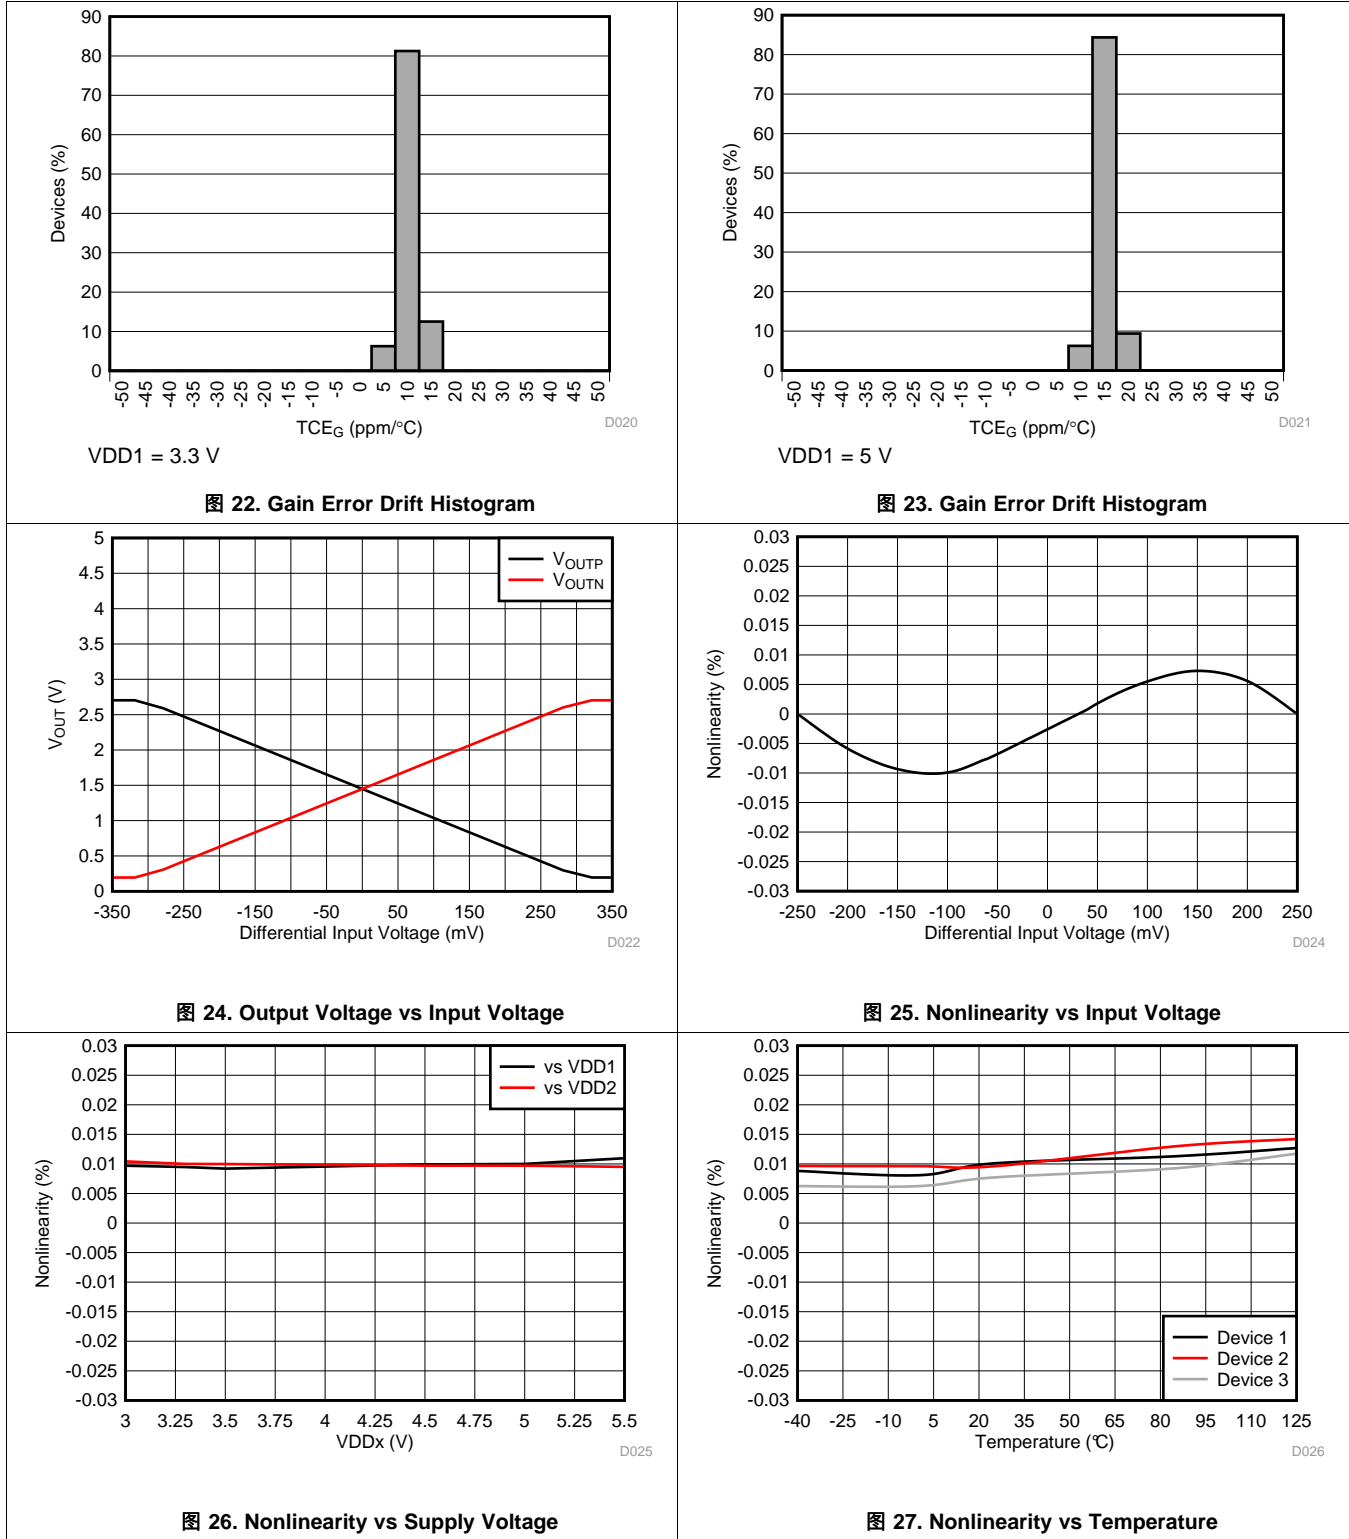 90
80
70
60
50
40
30
20
10
0
Devices (%)
-50 -45 -40 -35 -30 -25 -20 -15 -10 -5 0 5 10 15 20 25 30 35 40 45 50
TCE_G (ppm/°C)
D020
VDD1 = 3.3 V
图 22. Gain Error Drift Histogram
90
80
70
60
50
40
30
20
10
0
Devices (%)
-50 -45 -40 -35 -30 -25 -20 -15 -10 -5 0 5 10 15 20 25 30 35 40 45 50
TCE_G (ppm/°C)
D021
VDD1 = 5 V
图 23. Gain Error Drift Histogram
5
4.5
4
3.5
3
2.5
2
1.5
1
0.5
0
V_OUT (V)
V_OUTP
V_OUTN
-350 -250 -150 -50 50 150 250 350
Differential Input Voltage (mV)
D022
图 24. Output Voltage vs Input Voltage
0.03
0.025
0.02
0.015
0.01
0.005
0
-0.005
-0.01
-0.015
-0.02
-0.025
-0.03
Nonlinearity (%)
-250 -200 -150 -100 -50 0 50 100 150 200 250
Differential Input Voltage (mV)
D024
图 25. Nonlinearity vs Input Voltage
0.03
0.025
0.02
0.015
0.01
0.005
0
-0.005
-0.01
-0.015
-0.02
-0.025
-0.03
Nonlinearity (%)
vs VDD1
vs VDD2
3 3.25 3.5 3.75 4 4.25 4.5 4.75 5 5.25 5.5
VDDx (V)
D025
图 26. Nonlinearity vs Supply Voltage
0.03
0.025
0.02
0.015
0.01
0.005
0
-0.005
-0.01
-0.015
-0.02
-0.025
-0.03
Nonlinearity (%)
Device 1
Device 2
Device 3
-40 -25 -10 5 20 35 50 65 80 95 110 125
Temperature (°C)
D026
图 27. Nonlinearity vs Temperature